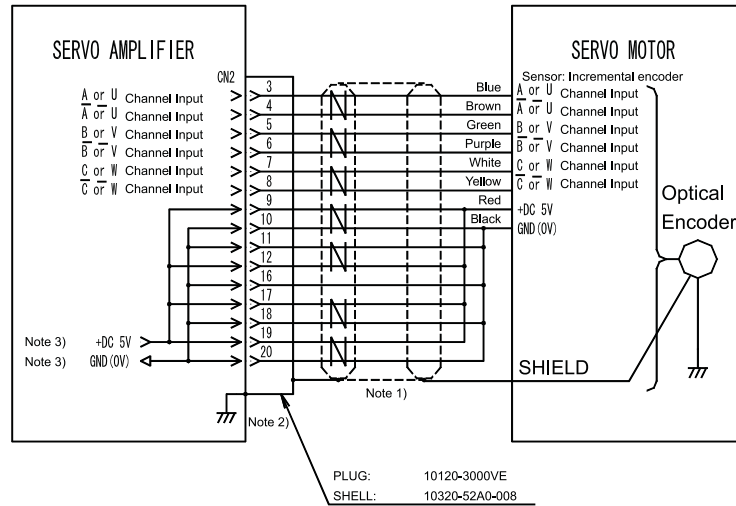 SERVO AMPLIFIER
CN2
A or U Channel Input
A or U Channel Input
B or V Channel Input
B or V Channel Input
C or W Channel Input
C or W Channel Input
3
4
5
6
7
8
9
10
11
12
16
17
18
19
20
Note 3) +DC 5V
Note 3) GND(0V)
Note 2)
Note 1)
Blue
Brown
Green
Purple
White
Yellow
Red
Black
SERVO MOTOR
Sensor: Incremental encoder
A or U Channel Input
A or U Channel Input
B or V Channel Input
B or V Channel Input
C or W Channel Input
C or W Channel Input
+DC 5V
GND(0V)
Optical
Encoder
SHIELD
PLUG: 10120-3000VE
SHELL: 10320-52A0-008